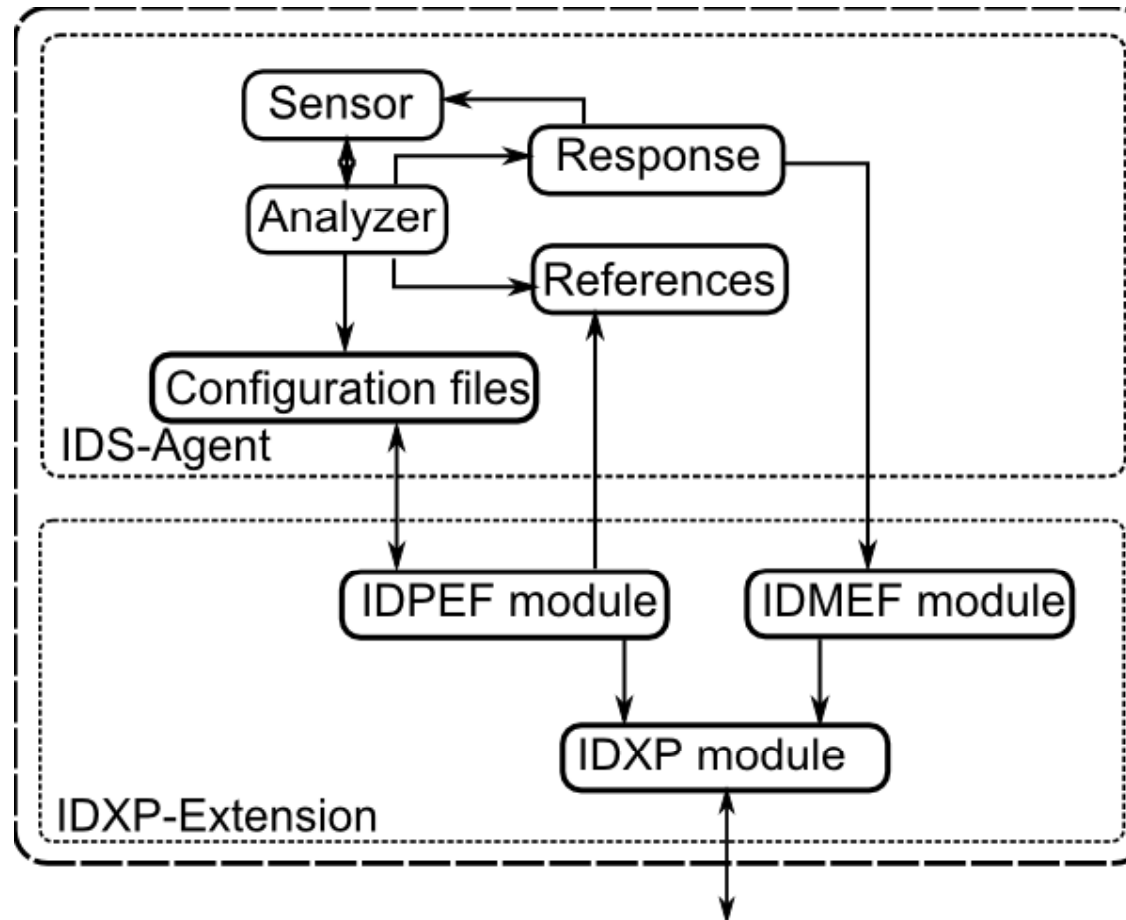 Sensor
Response
Analyzer
References
Configuration files
IDS-Agent
IDPEF module
IDMEF module
IDXP module
IDXP-Extension